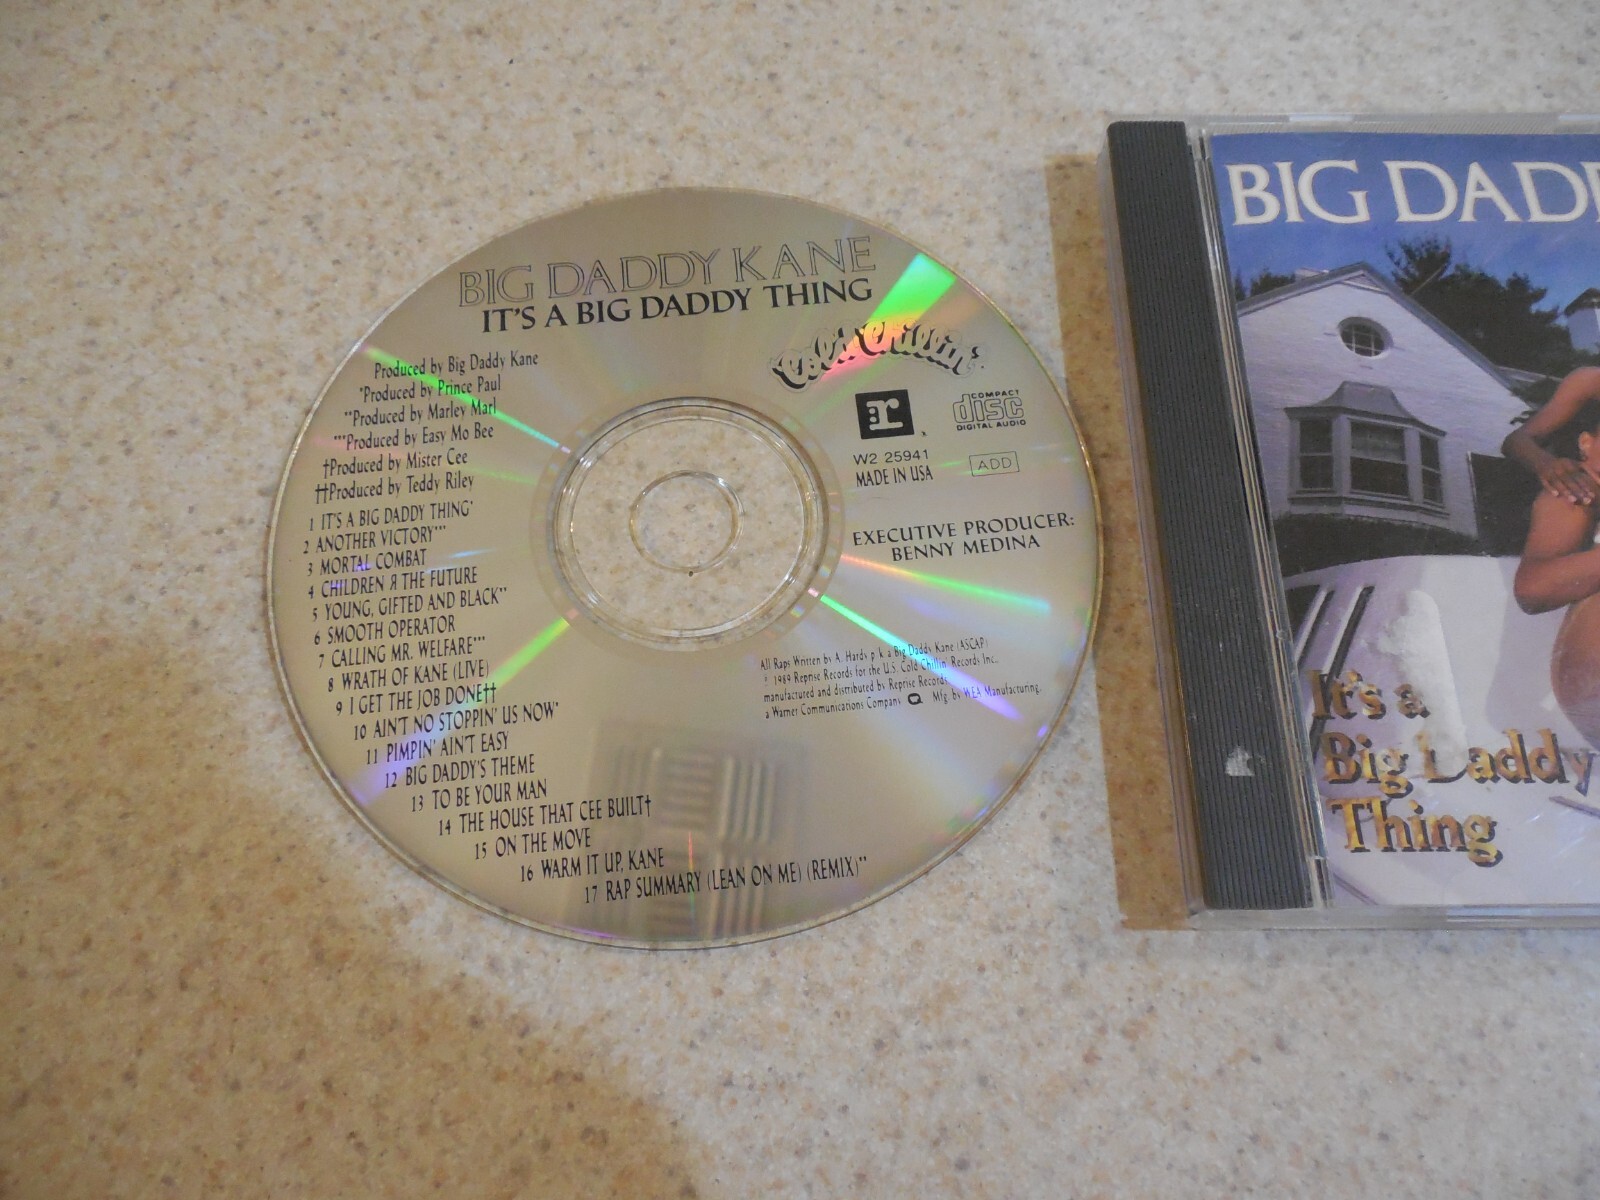 BIG DADDY KANE
IT'S A BIG DADDY THING
Produced by Big Daddy Kane
*Produced by Prince Paul
**Produced by Marley Marl
***Produced by Easy Mo Bee
†Produced by Mister Cee
††Produced by Teddy Riley
1 IT'S A BIG DADDY THING*
2 ANOTHER VICTORY***
3 MORTAL COMBAT
4 CHILDREN Я THE FUTURE
5 YOUNG, GIFTED AND BLACK**
6 SMOOTH OPERATOR
7 CALLING MR. WELFARE***
8 WRATH OF KANE (LIVE)
9 I GET THE JOB DONE††
10 AIN'T NO STOPPIN' US NOW*
11 PIMPIN' AIN'T EASY
12 BIG DADDY'S THEME
13 TO BE YOUR MAN
14 THE HOUSE THAT CEE BUILT†
15 ON THE MOVE
16 WARM IT UP, KANE
17 RAP SUMMARY (LEAN ON ME) (REMIX)**
Cold Chillin'
r
COMPACT
disc
DIGITAL AUDIO
W2 25941
MADE IN USA
ADD
EXECUTIVE PRODUCER:
BENNY MEDINA
All Raps Written by A. Hardy p/k/a Big Daddy Kane (ASCAP)
℗ 1989 Reprise Records for the U.S. Cold Chillin' Records Inc.,
manufactured and distributed by Reprise Records
a Warner Communications Company Mfg. by WEA Manufacturing.
BIG DADD
It's a
Big Daddy
Thing